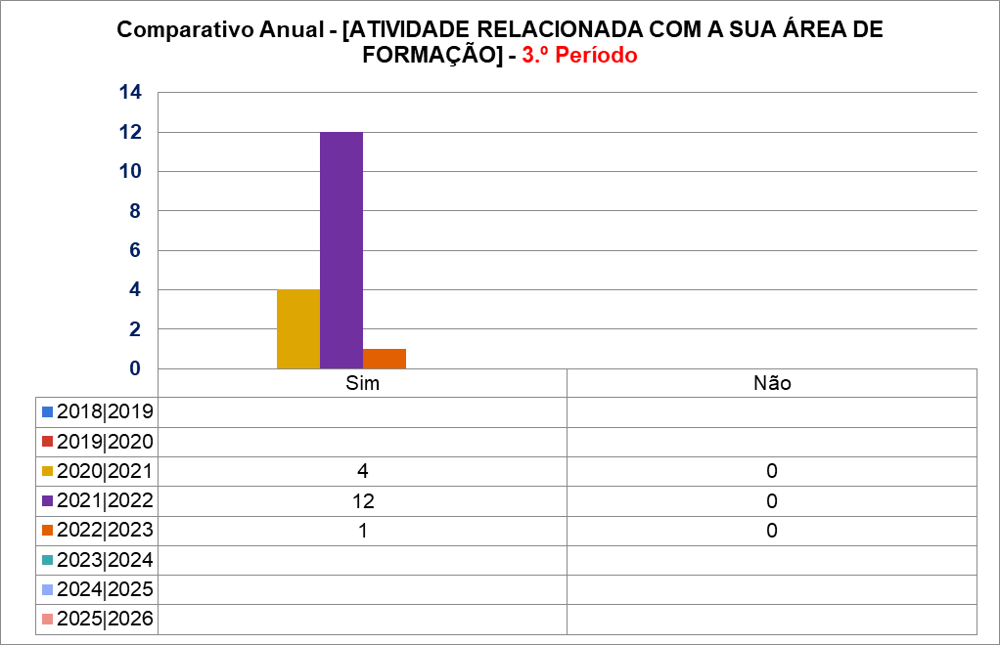 Comparativo Anual - [ATIVIDADE RELACIONADA COM A SUA ÁREA DE
FORMAÇÃO] - 3.º Período
14
12
10
8
6
4
2
0
Sim Não
2018|2019
2019|2020
2020|2021 4 0
2021|2022 12 0
2022|2023 1 0
2023|2024
2024|2025
2025|2026